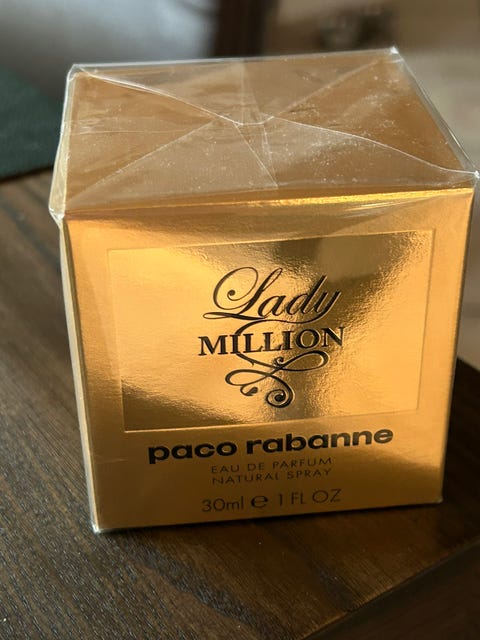 Lady
MILLION
paco rabanne
EAU DE PARFUM
NATURAL SPRAY
30ml ℮ 1 FL OZ